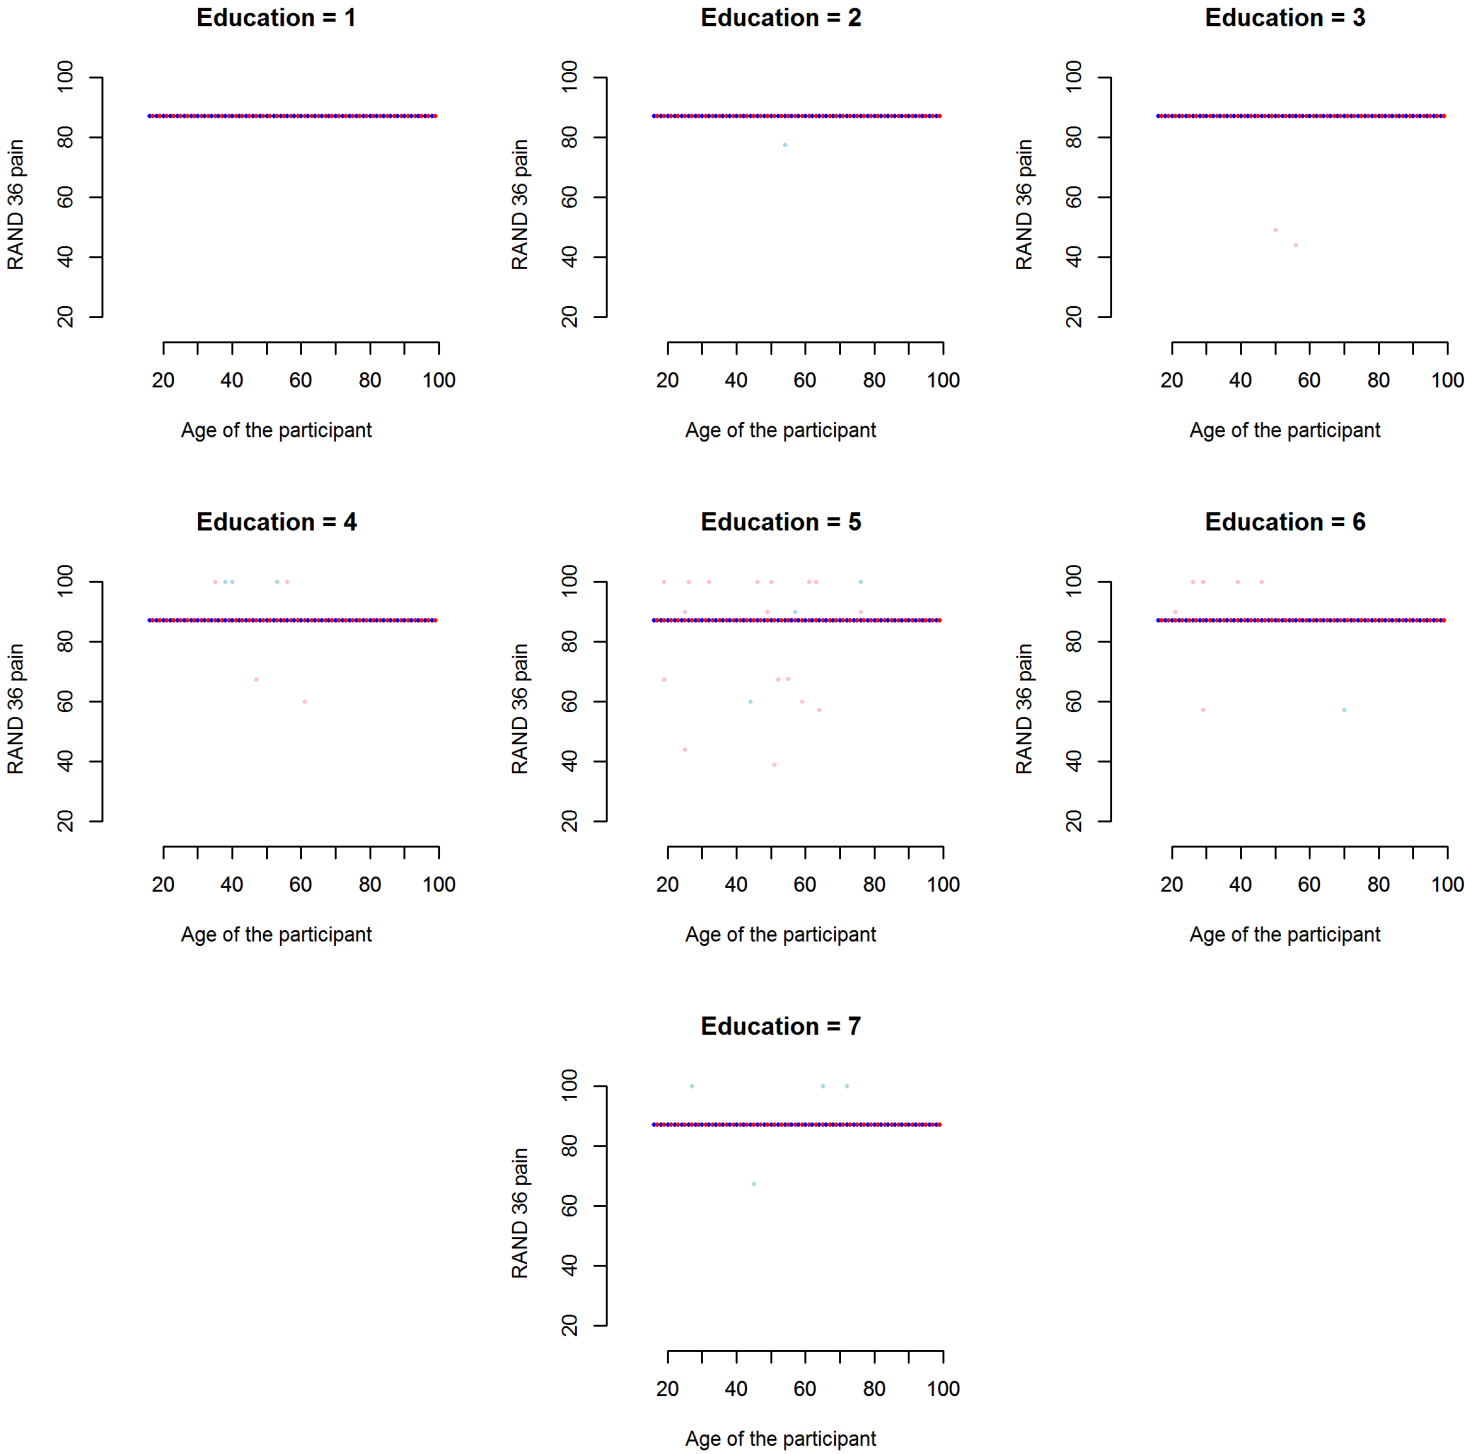 Education = 1
RAND 36 pain
100
80
60
40
20
20 40 60 80 100
Age of the participant
Education = 2
RAND 36 pain
100
80
60
40
20
20 40 60 80 100
Age of the participant
Education = 3
RAND 36 pain
100
80
60
40
20
20 40 60 80 100
Age of the participant
Education = 4
RAND 36 pain
100
80
60
40
20
20 40 60 80 100
Age of the participant
Education = 5
RAND 36 pain
100
80
60
40
20
20 40 60 80 100
Age of the participant
Education = 6
RAND 36 pain
100
80
60
40
20
20 40 60 80 100
Age of the participant
Education = 7
RAND 36 pain
100
80
60
40
20
20 40 60 80 100
Age of the participant